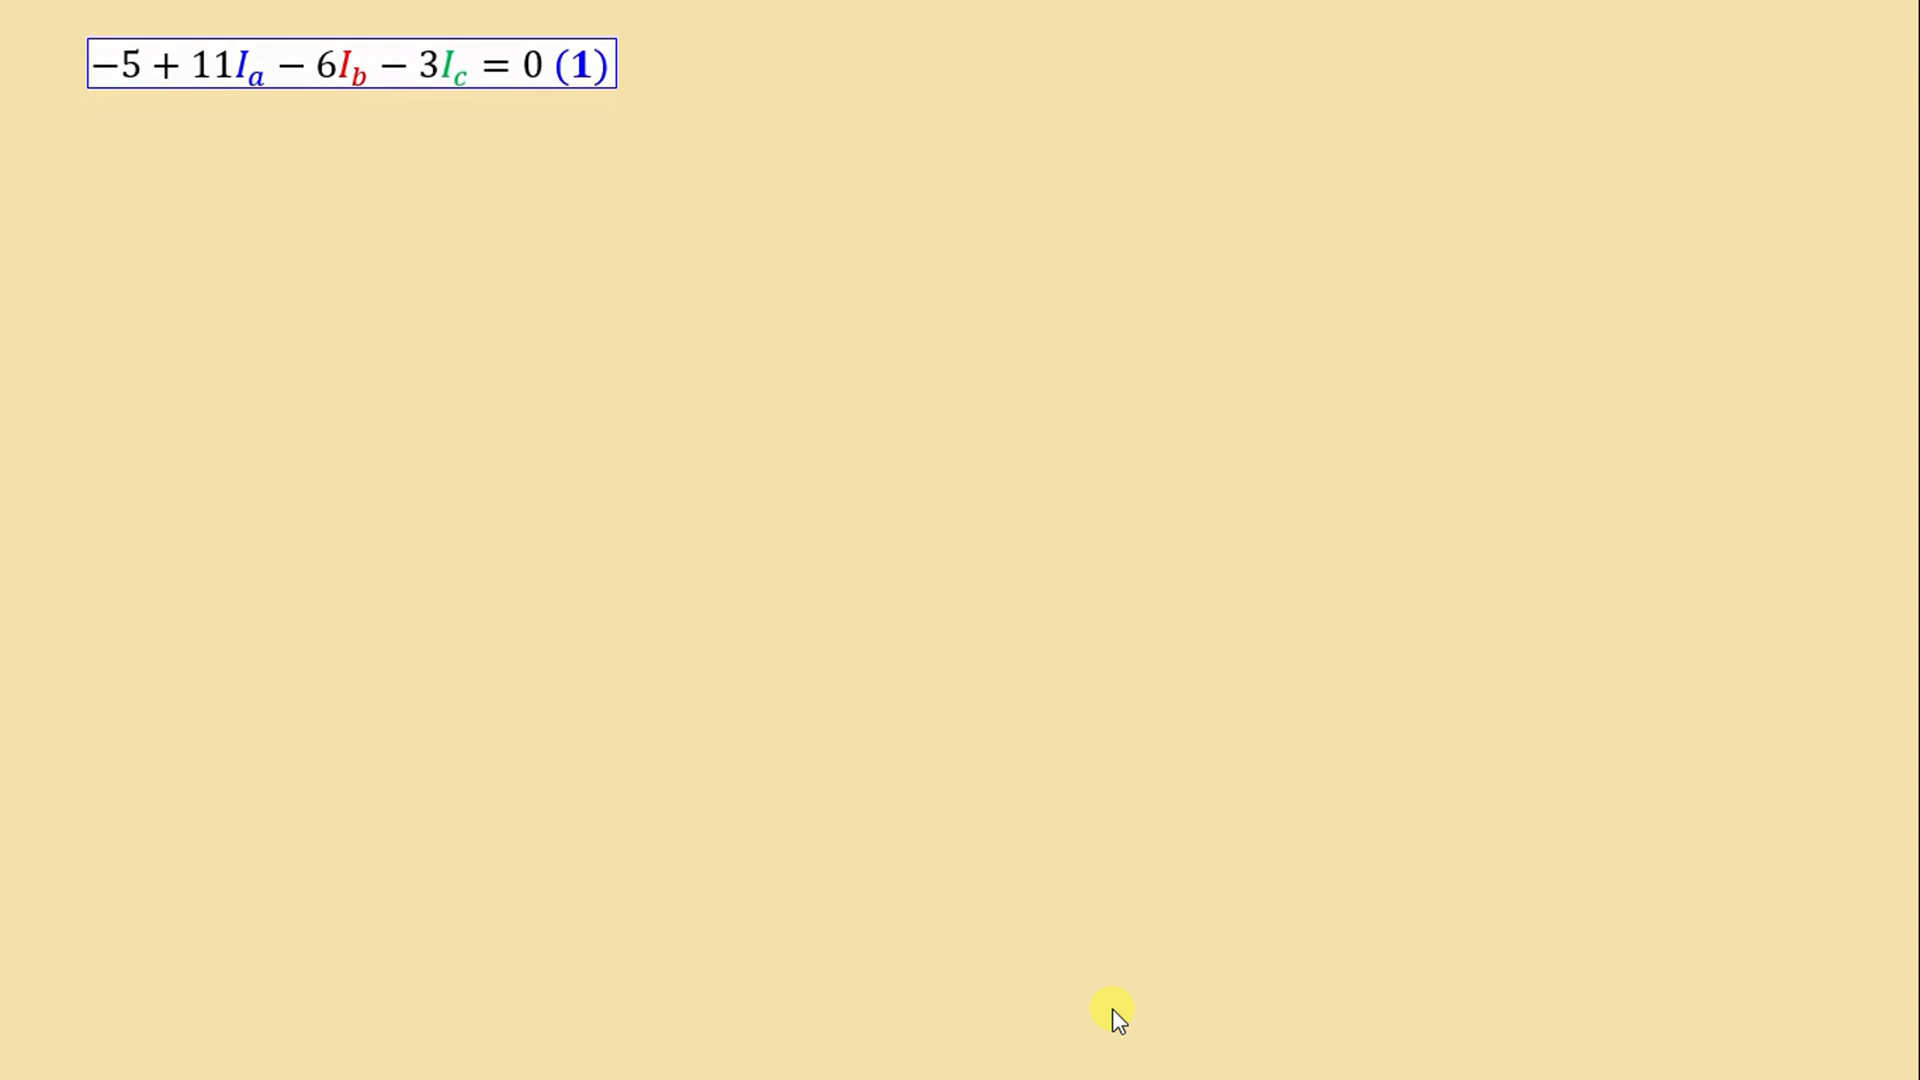 −5 + 11I_a − 6I_b − 3I_c = 0 (1)